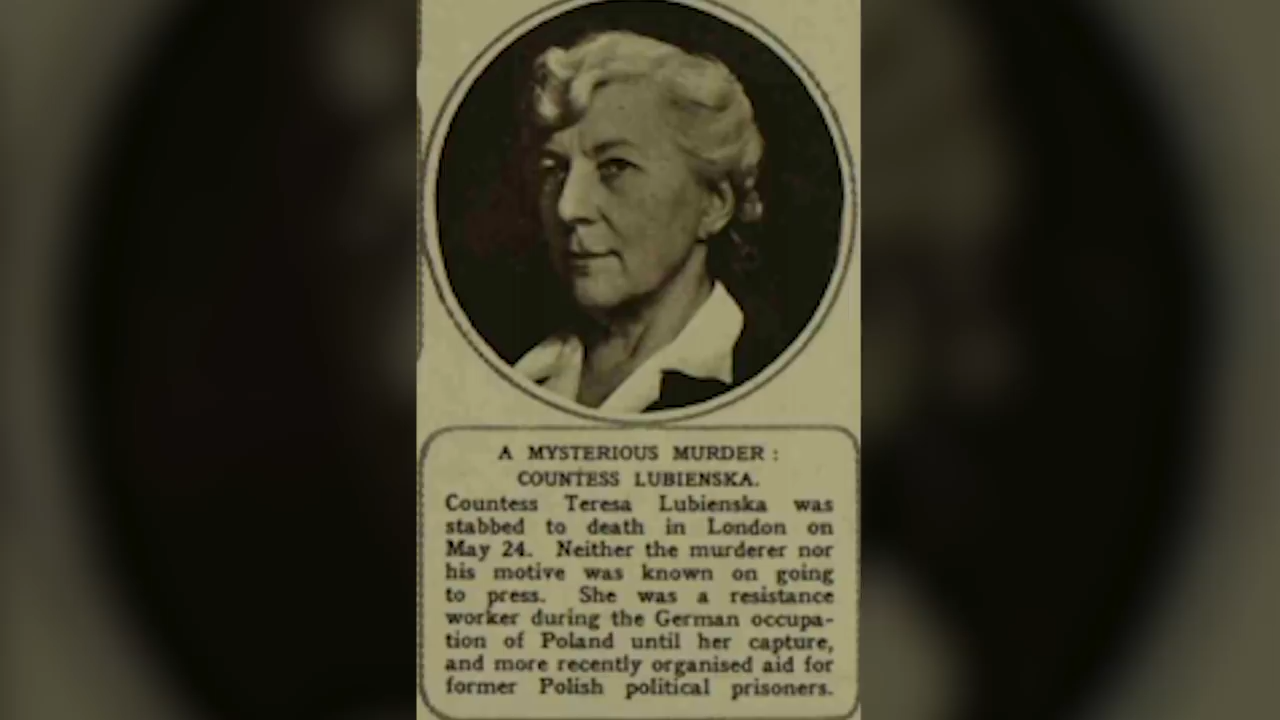 A MYSTERIOUS MURDER :
COUNTESS LUBIENSKA.
Countess Teresa Lubienska was
stabbed to death in London on
May 24. Neither the murderer nor
his motive was known on going
to press. She was a resistance
worker during the German occupa-
tion of Poland until her capture,
and more recently organised aid for
former Polish political prisoners.